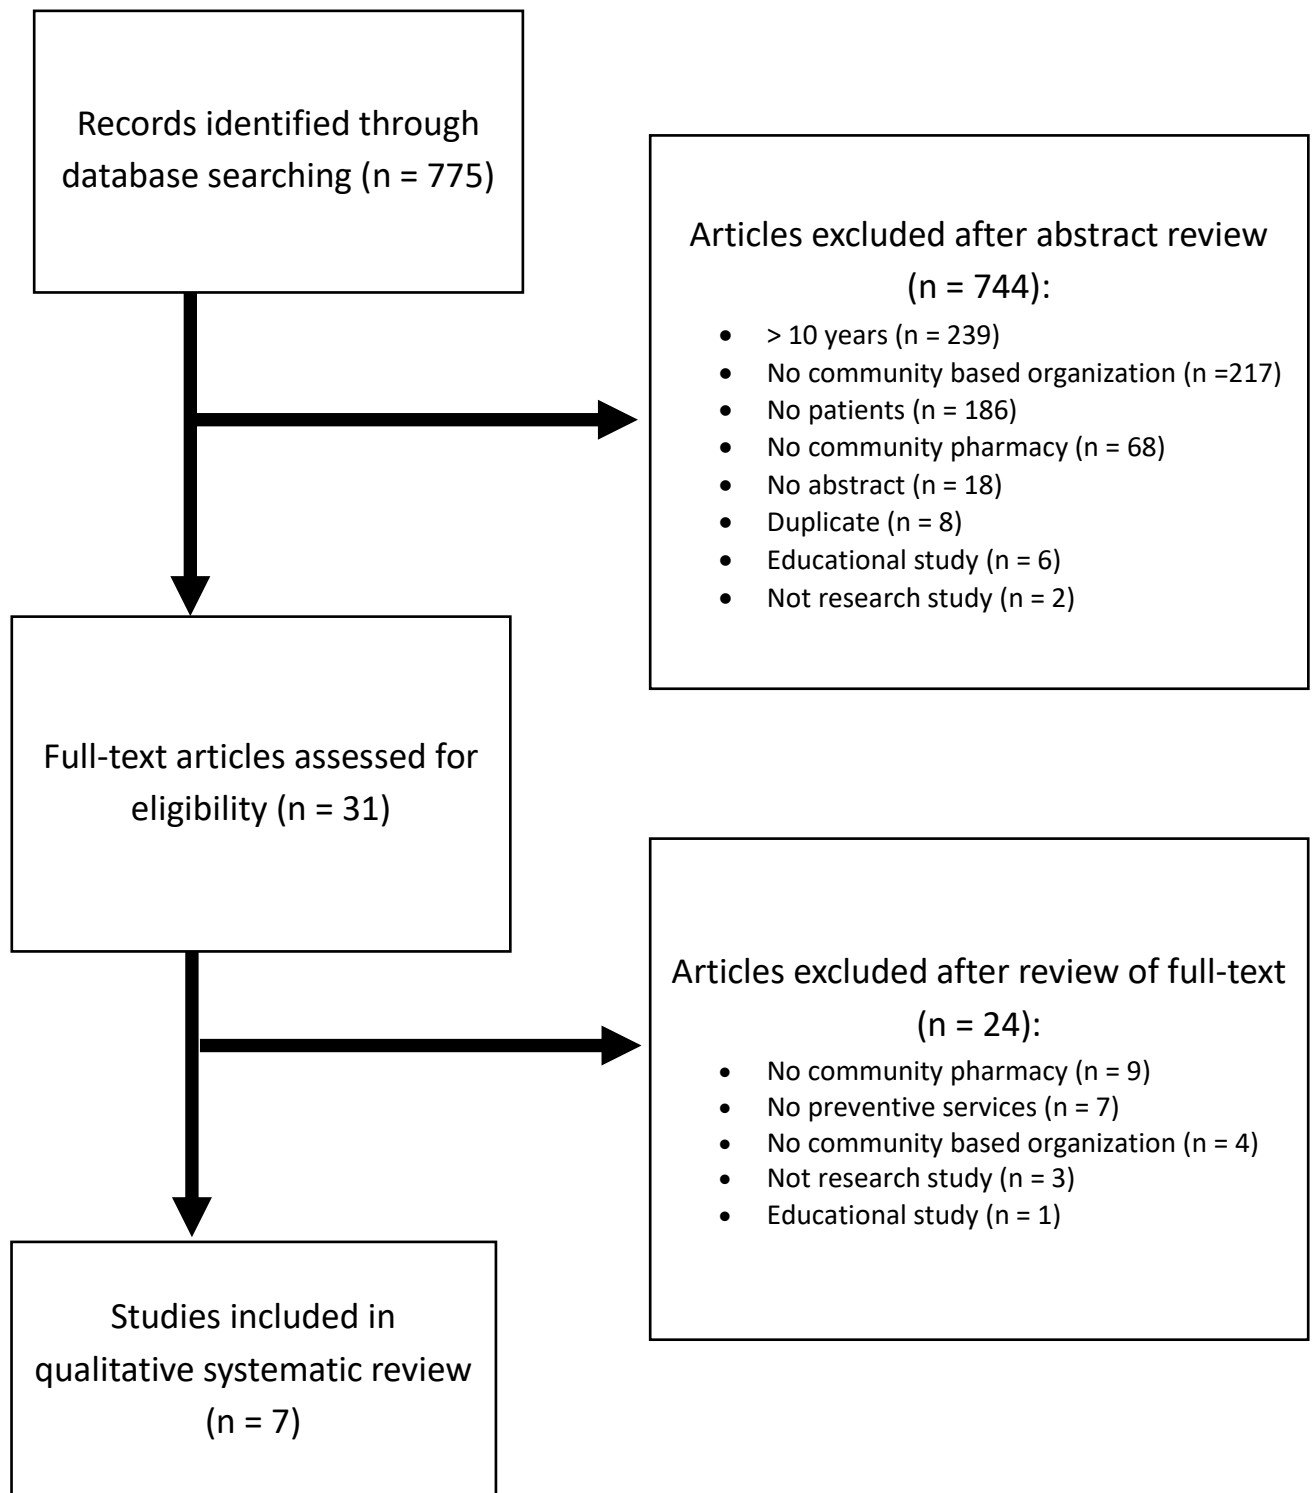 Records identified through
database searching (n = 775)
Articles excluded after abstract review
(n = 744):
• > 10 years (n = 239)
• No community based organization (n =217)
• No patients (n = 186)
• No community pharmacy (n = 68)
• No abstract (n = 18)
• Duplicate (n = 8)
• Educational study (n = 6)
• Not research study (n = 2)
Full-text articles assessed for
eligibility (n = 31)
Articles excluded after review of full-text
(n = 24):
• No community pharmacy (n = 9)
• No preventive services (n = 7)
• No community based organization (n = 4)
• Not research study (n = 3)
• Educational study (n = 1)
Studies included in
qualitative systematic review
(n = 7)